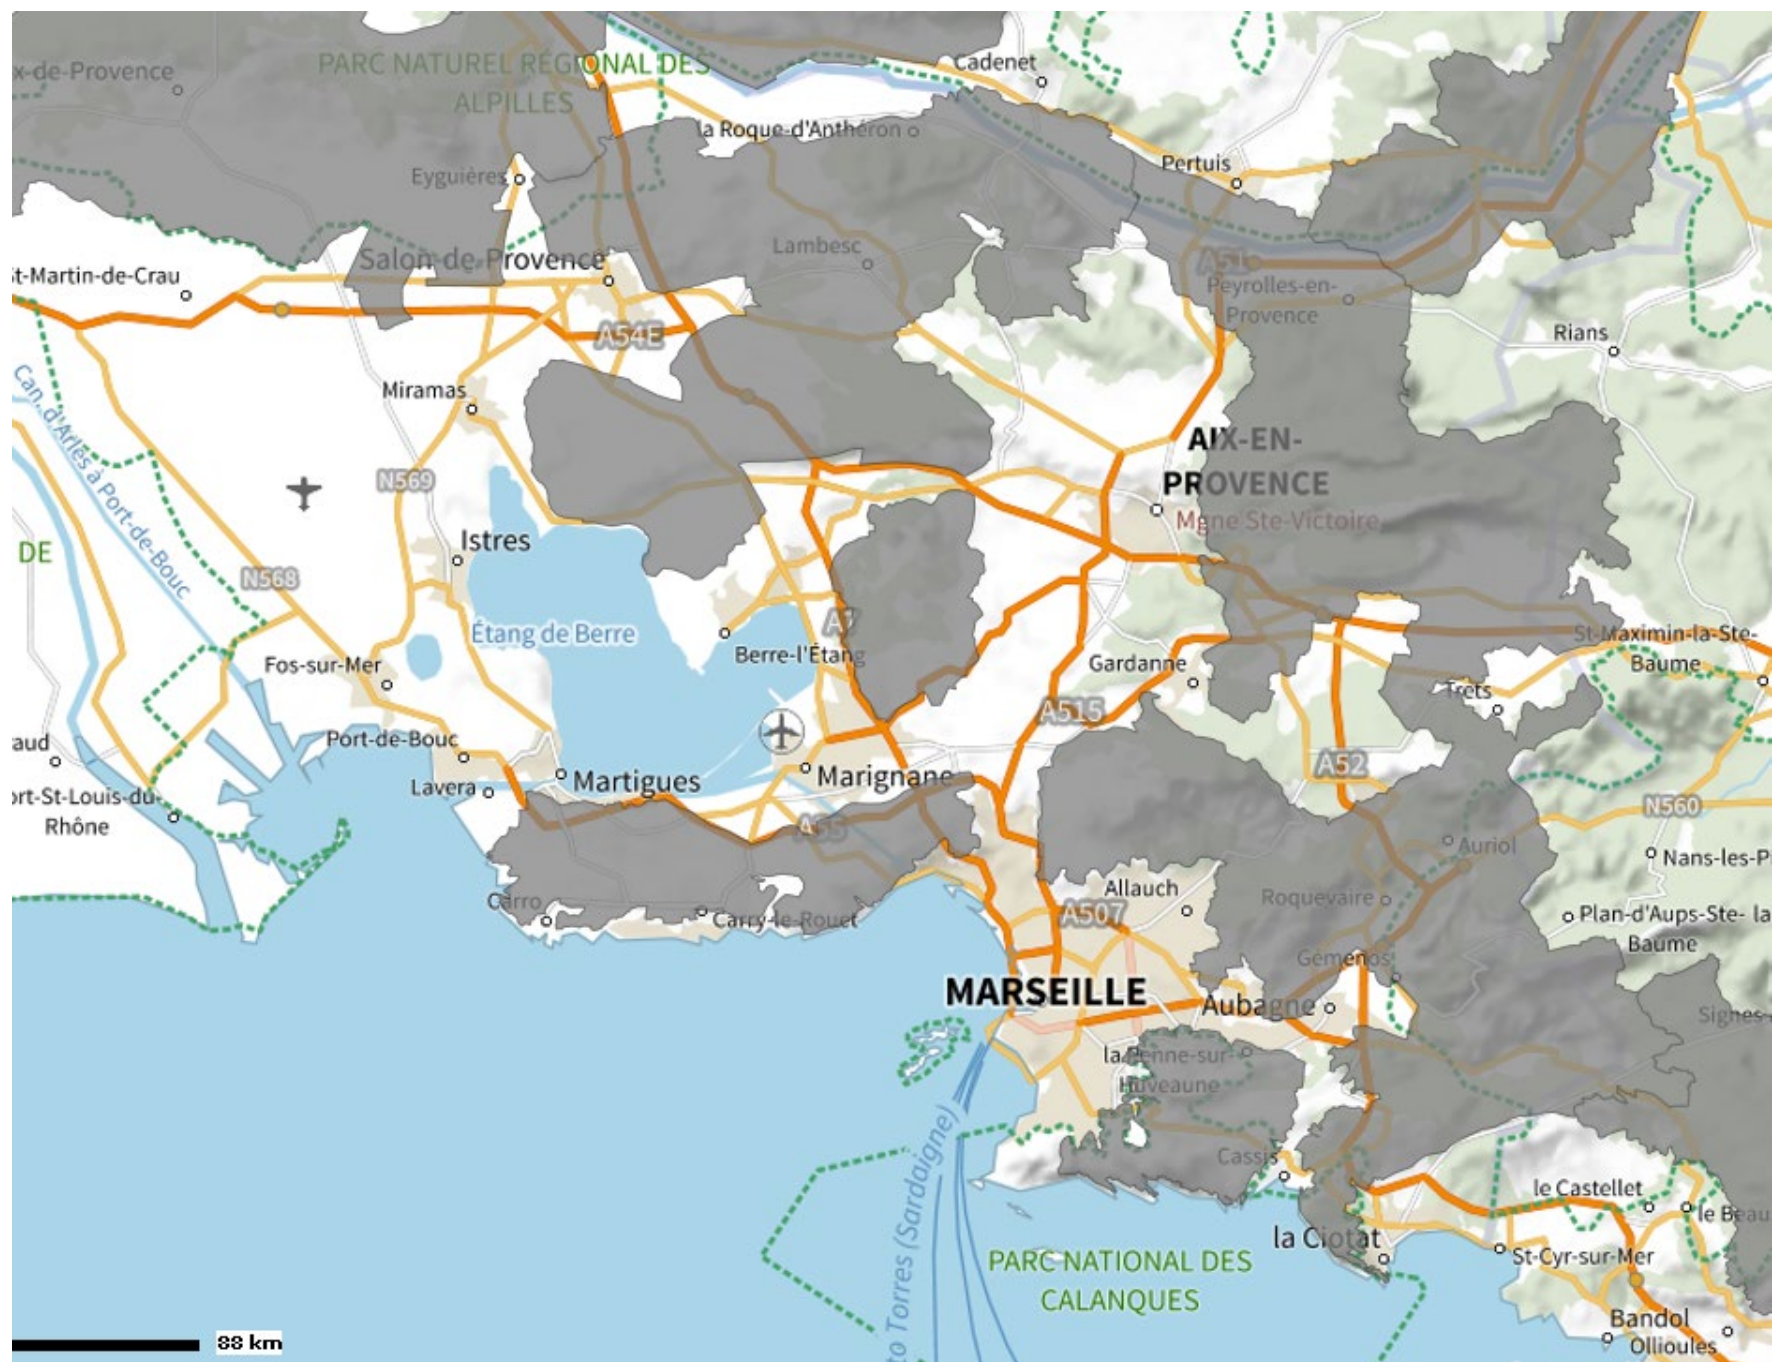 x-de-Provence
PARC NATUREL RÉGIONAL DES
ALPILLES
Cadenet
la Roque-d'Anthéron
Pertuis
Eyguières
Salon-de-Provence
Lambesc
A51
St-Martin-de-Crau
Peyrolles-en-
Provence
A54E
Rians
Miramas
Can. d'Arles à Port-de-Bouc
AIX-EN-
PROVENCE
N569
Mgne Ste-Victoire
Istres
DE
N568
Étang de Berre
A7
Berre-l'Étang
St-Maximin-la-Ste-
Baume
Fos-sur-Mer
Gardanne
Trets
A515
aud
Port-de-Bouc
A52
Lavera
Martigues
Marignane
ort-St-Louis-du-
Rhône
N560
A55
Auriol
Nans-les-Pi
Allauch
Carro
Carry-le-Rouet
A507
Roquevaire
Plan-d'Aups-Ste- la
Baume
Gémenos
MARSEILLE
Aubagne
Signes
la Penne-sur-
Huveaune
Cassis
to Torres (Sardaigne)
le Castellet
le Beau
la Ciotat
St-Cyr-sur-Mer
PARC NATIONAL DES
CALANQUES
Bandol
Ollioules
88 km